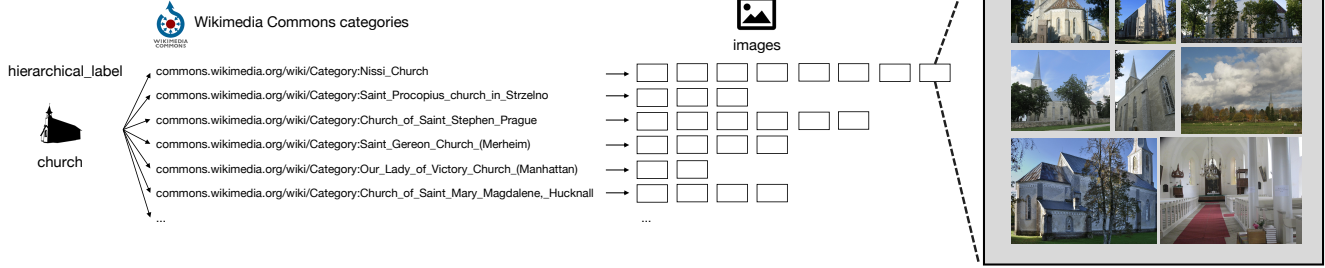 WIKIMEDIA
COMMONS
Wikimedia Commons categories
images
hierarchical_label
church
commons.wikimedia.org/wiki/Category:Nissi_Church
commons.wikimedia.org/wiki/Category:Saint_Procopius_church_in_Strzelno
commons.wikimedia.org/wiki/Category:Church_of_Saint_Stephen_Prague
commons.wikimedia.org/wiki/Category:Saint_Gereon_Church_(Merheim)
commons.wikimedia.org/wiki/Category:Our_Lady_of_Victory_Church_(Manhattan)
commons.wikimedia.org/wiki/Category:Church_of_Saint_Mary_Magdalene,_Hucknall
...
...